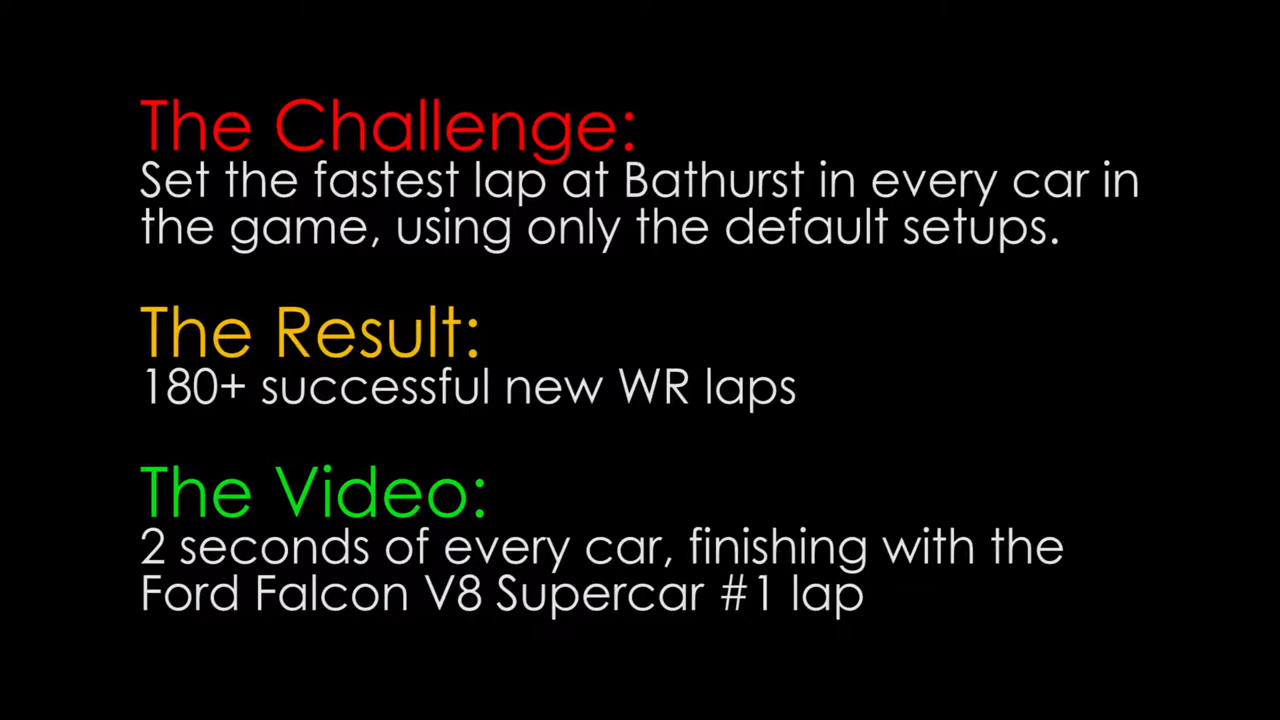 The Challenge:
Set the fastest lap at Bathurst in every car in
the game, using only the default setups.
The Result:
180+ successful new WR laps
The Video:
2 seconds of every car, finishing with the
Ford Falcon V8 Supercar #1 lap